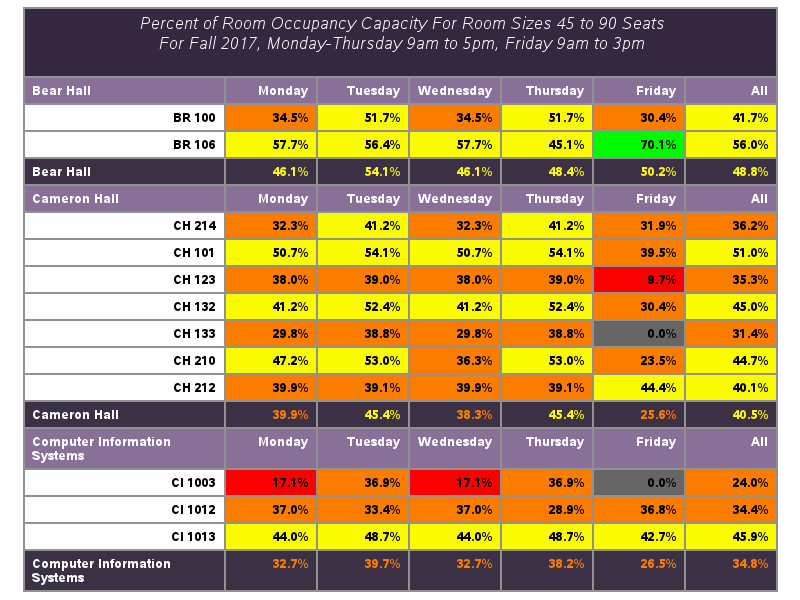 Percent of Room Occupancy Capacity For Room Sizes 45 to 90 Seats
For Fall 2017, Monday-Thursday 9am to 5pm, Friday 9am to 3pm
Bear Hall Monday Tuesday Wednesday Thursday Friday All
BR 100 34.5% 51.7% 34.5% 51.7% 30.4% 41.7%
BR 106 57.7% 56.4% 57.7% 45.1% 70.1% 56.0%
Bear Hall 46.1% 54.1% 46.1% 48.4% 50.2% 48.8%
Cameron Hall Monday Tuesday Wednesday Thursday Friday All
CH 214 32.3% 41.2% 32.3% 41.2% 31.9% 36.2%
CH 101 50.7% 54.1% 50.7% 54.1% 39.5% 51.0%
CH 123 38.0% 39.0% 38.0% 39.0% 9.7% 35.3%
CH 132 41.2% 52.4% 41.2% 52.4% 30.4% 45.0%
CH 133 29.8% 38.8% 29.8% 38.8% 0.0% 31.4%
CH 210 47.2% 53.0% 36.3% 53.0% 23.5% 44.7%
CH 212 39.9% 39.1% 39.9% 39.1% 44.4% 40.1%
Cameron Hall 39.9% 45.4% 38.3% 45.4% 25.6% 40.5%
Computer Information Monday Tuesday Wednesday Thursday Friday All
Systems
CI 1003 17.1% 36.9% 17.1% 36.9% 0.0% 24.0%
CI 1012 37.0% 33.4% 37.0% 28.9% 36.8% 34.4%
CI 1013 44.0% 48.7% 44.0% 48.7% 42.7% 45.9%
Computer Information 32.7% 39.7% 32.7% 38.2% 26.5% 34.8%
Systems